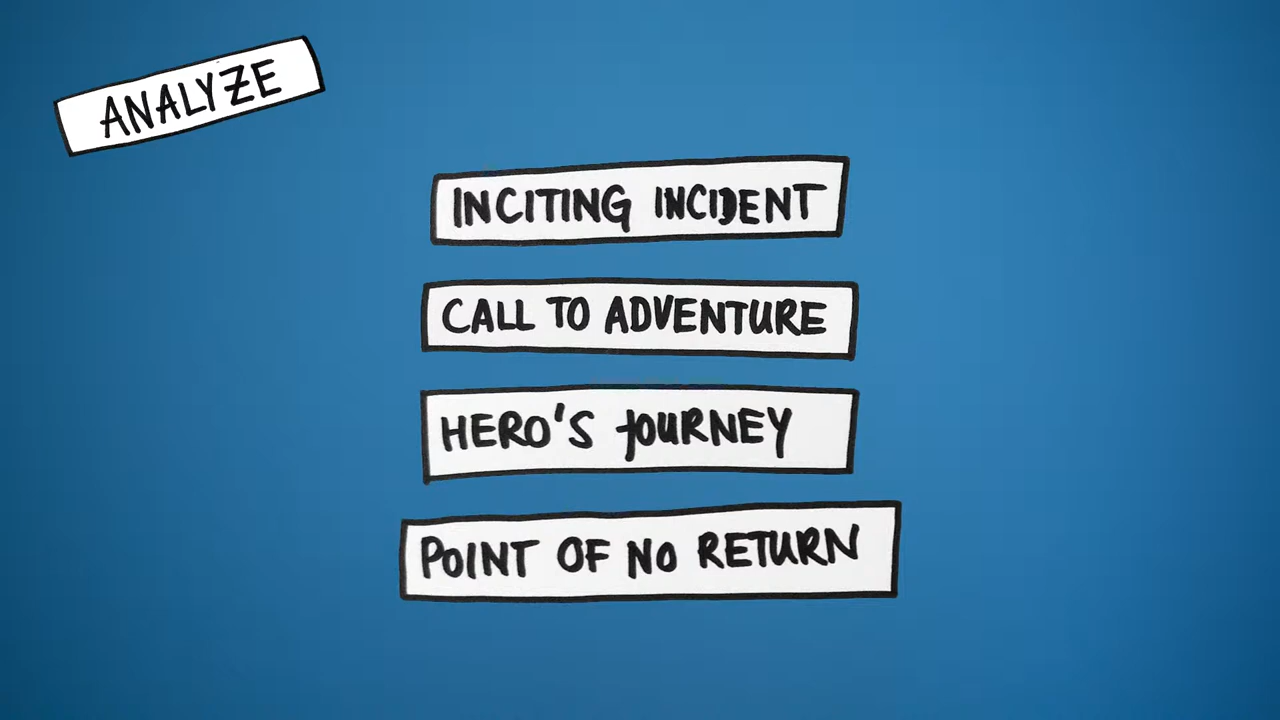 ANALYZE
INCITING INCIDENT
CALL TO ADVENTURE
HERO'S JOURNEY
POINT OF NO RETURN